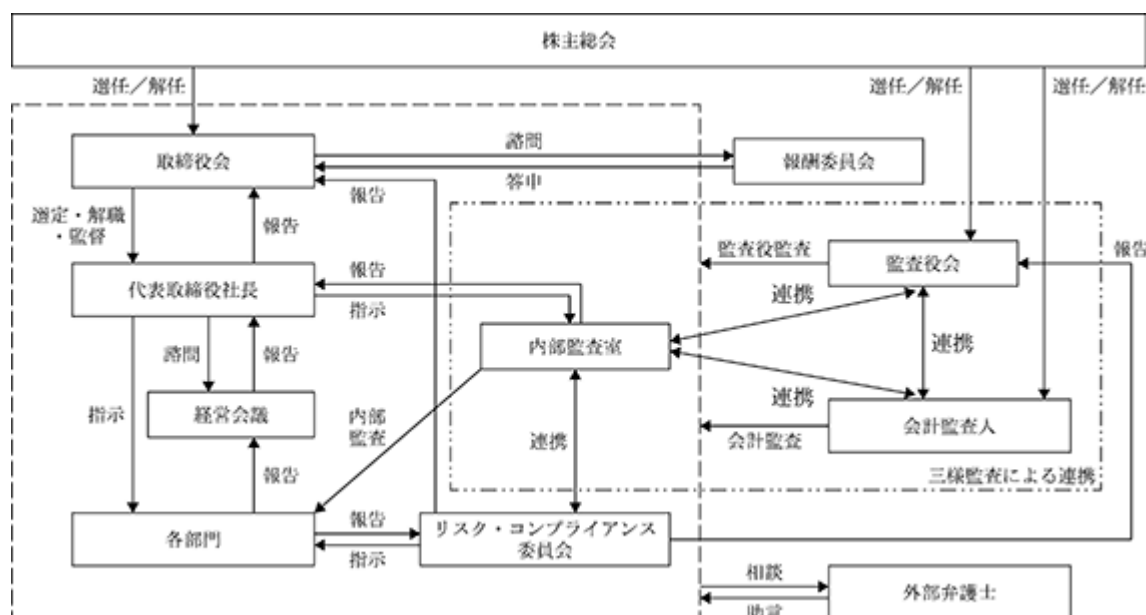 株主総会
選任／解任
選任／解任
選任／解任
取締役会
諮問
答申
報酬委員会
報告
選定・解職
・監督
報告
監査役監査
監査役会
報告
代表取締役社長
報告
指示
連携
内部監査室
連携
諮問
報告
連携
経営会議
指示
内部
監査
連携
会計監査
会計監査人
報告
三様監査による連携
各部門
報告
指示
リスク・コンプライアンス
委員会
相談
助言
外部弁護士